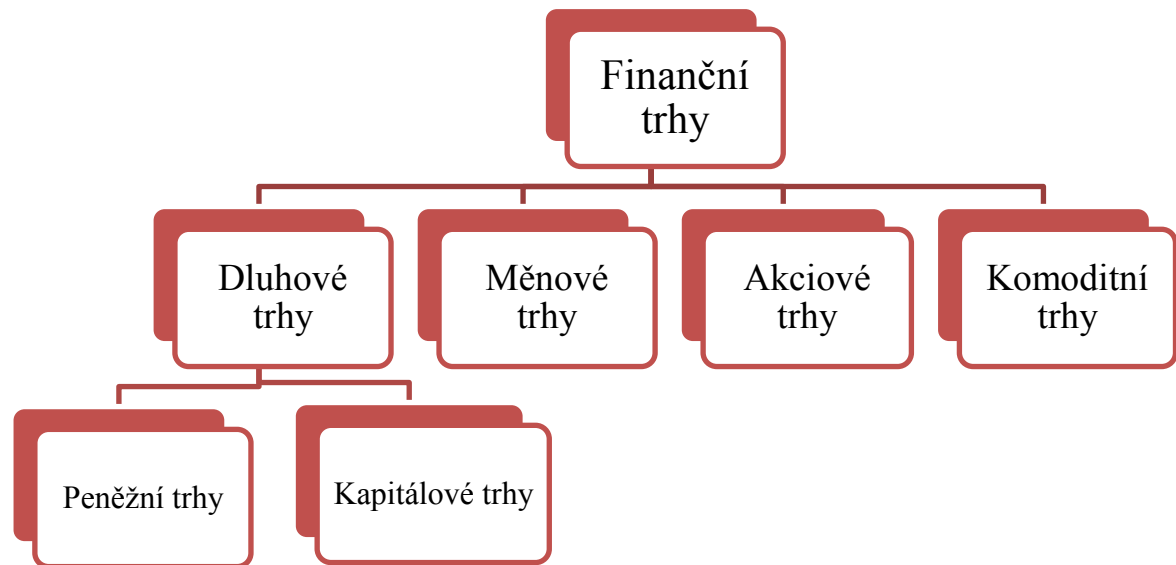 Finanční
trhy
Dluhové
trhy
Měnové
trhy
Akciové
trhy
Komoditní
trhy
Peněžní trhy
Kapitálové trhy